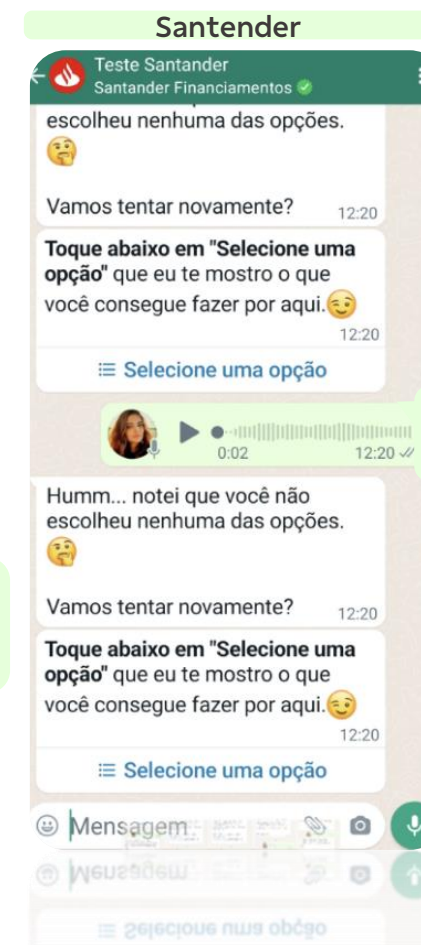 Santender
Teste Santander
Santander Financiamentos
escolheu nenhuma das opções.
🤔
Vamos tentar novamente? 12:20
Toque abaixo em "Selecione uma
opção" que eu te mostro o que
você consegue fazer por aqui.😉
12:20
Selecione uma opção
0:02 12:20
Humm... notei que você não
escolheu nenhuma das opções.
🤔
Vamos tentar novamente? 12:20
Toque abaixo em "Selecione uma
opção" que eu te mostro o que
você consegue fazer por aqui.😉
12:20
Selecione uma opção
Mensagem